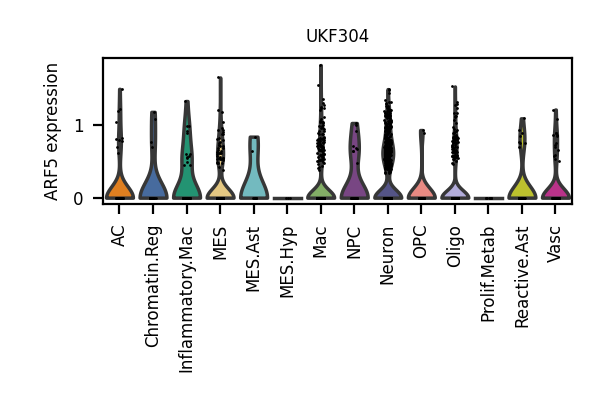 UKF304
ARF5 expression
1
0
AC
Chromatin.Reg
Inflammatory.Mac
MES
MES.Ast
MES.Hyp
Mac
NPC
Neuron
OPC
Oligo
Prolif.Metab
Reactive.Ast
Vasc